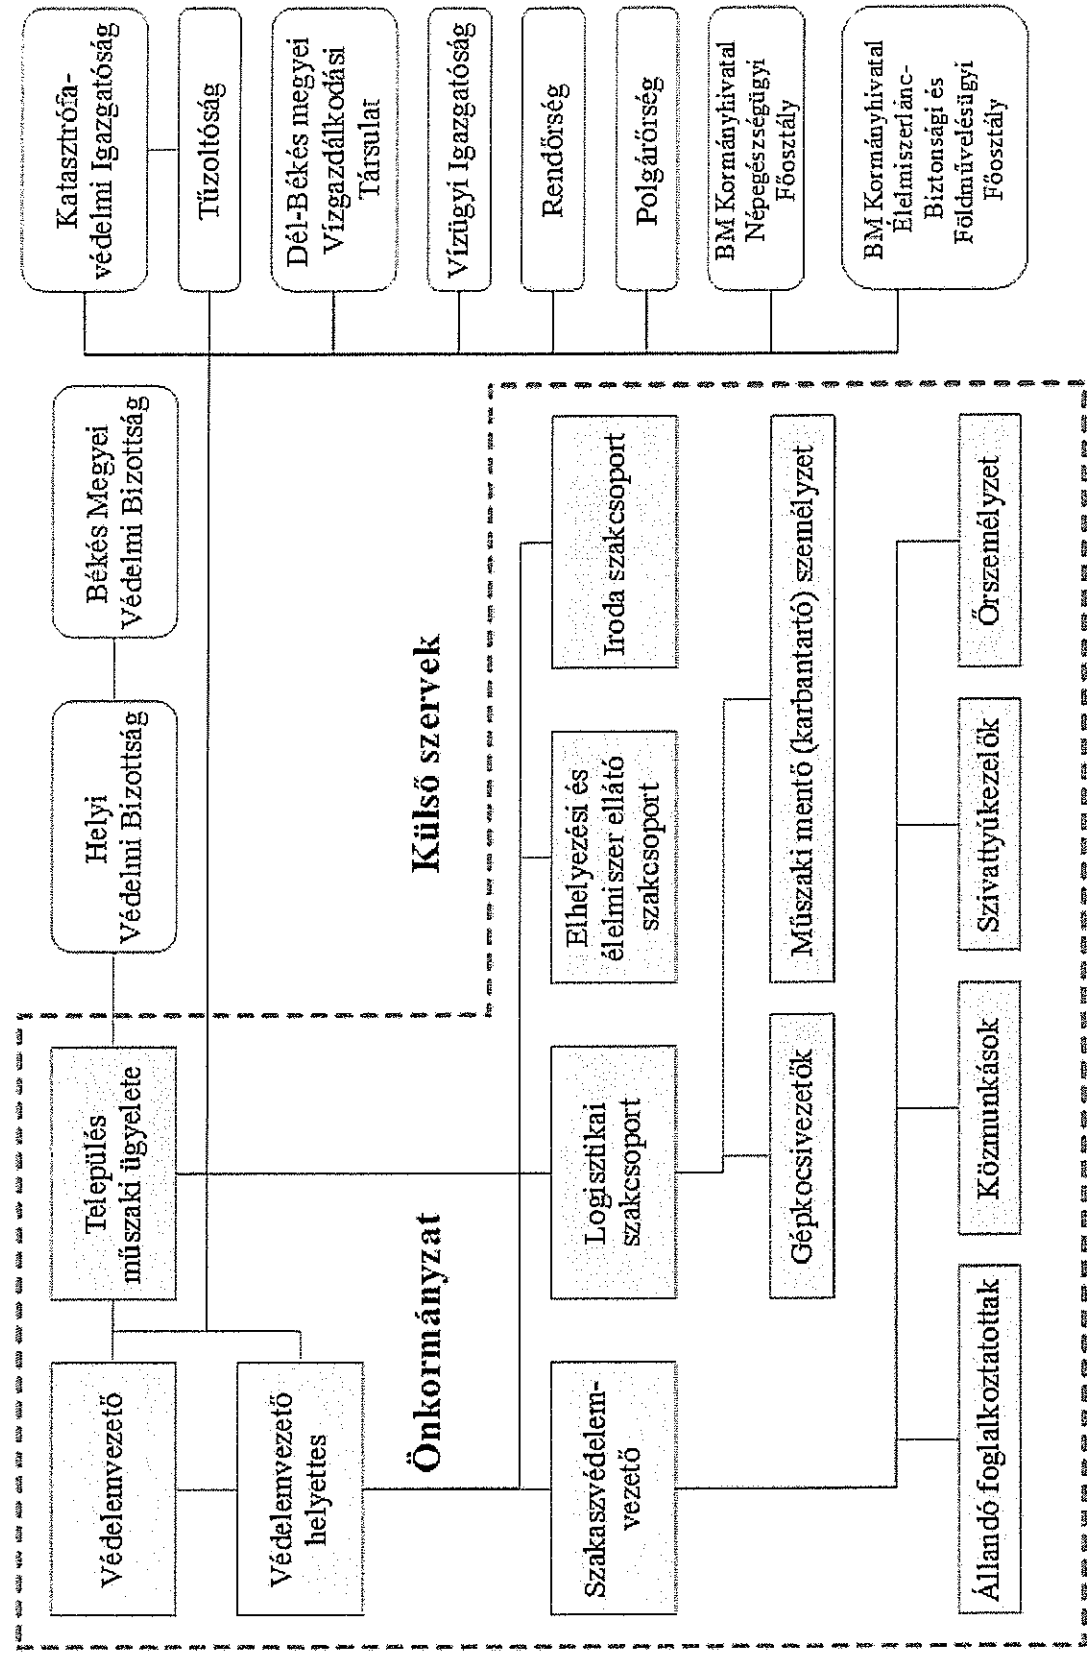 Védelemvezető
Település
műszaki ügyelete
Helyi
Védelmi Bizottság
Békés Megyei
Védelmi Bizottság
Katasztrófa-
védelmi Igazgatóság
Tűzoltóság
Dél-Békés megyei
Vízgazdálkodási
Társulat
Vízügyi Igazgatóság
Rendőrség
Polgárőrség
BM Kormányhivatal
Népegészségügyi
Főosztály
BM Kormányhivatal
Élelmiszerlánc-
Biztonsági és
Földművelésügyi
Főosztály
Védelemvezető
helyettes
Önkormányzat
Külső szervek
Szakaszvédelem-
vezető
Logisztikai
szakcsoport
Elhelyezési és
élelmiszer ellátó
szakcsoport
Iroda szakcsoport
Gépkocsivezetők
Műszaki mentő (karbantartó) személyzet
Állandó foglalkoztatottak
Közmunkások
Szivattyúkezelők
Őrszemélyzet